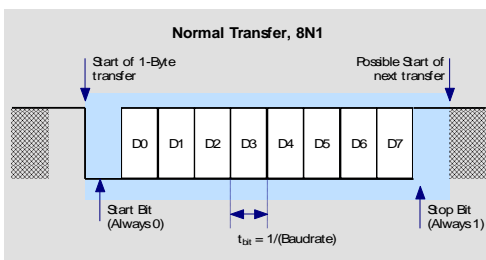 Normal Transfer, 8N1
Start of 1-Byte
transfer
Possible Start of
next transfer
D0 D1 D2 D3 D4 D5 D6 D7
Start Bit
(Always 0)
Stop Bit
(Always 1)
tbit = 1/(Baudrate)